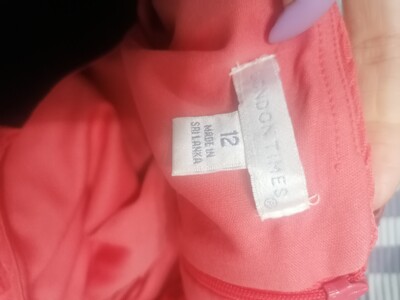 LONDON TIMES®
12
MADE IN
SRI LANKA